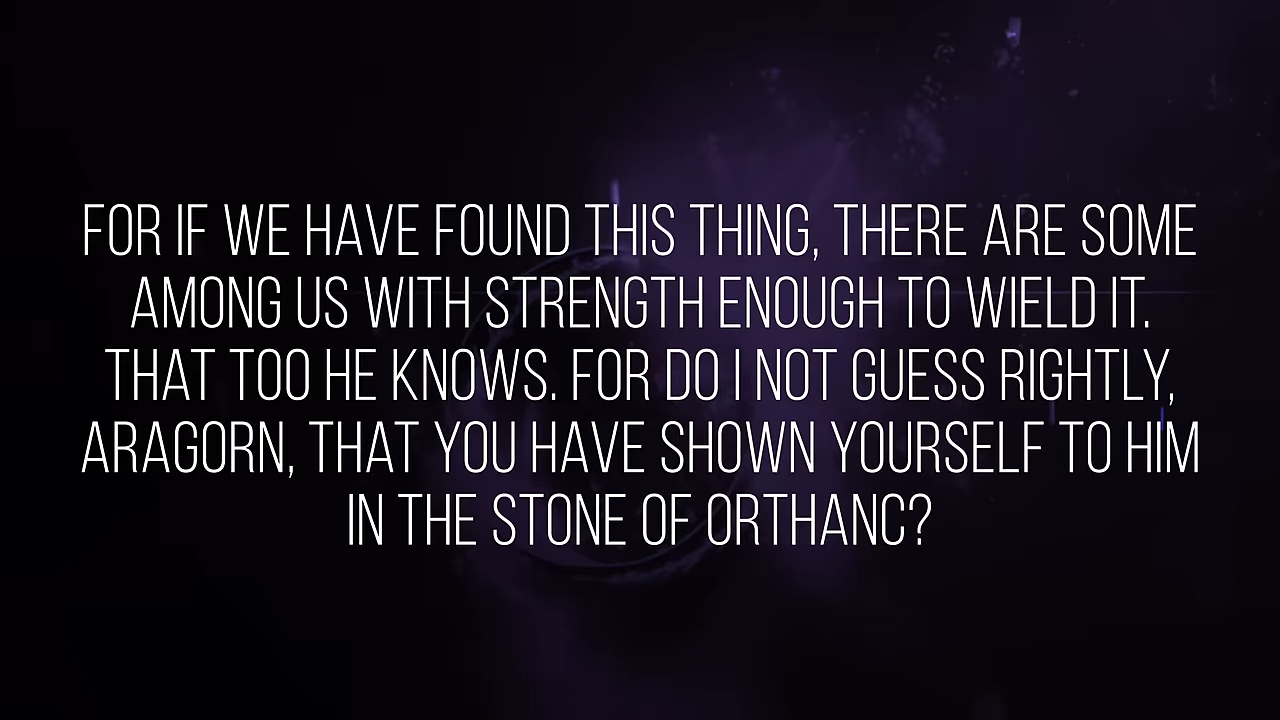 FOR IF WE HAVE FOUND THIS THING, THERE ARE SOME
AMONG US WITH STRENGTH ENOUGH TO WIELD IT.
THAT TOO HE KNOWS. FOR DO I NOT GUESS RIGHTLY,
ARAGORN, THAT YOU HAVE SHOWN YOURSELF TO HIM
IN THE STONE OF ORTHANC?